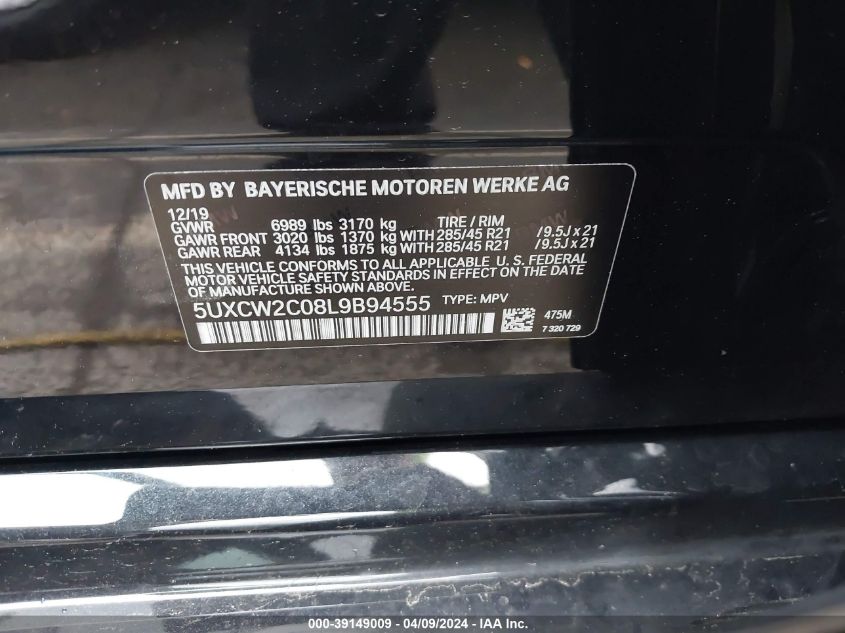 MFD BY BAYERISCHE MOTOREN WERKE AG
12/19
GVWR 6989 lbs 3170 kg TIRE / RIM
GAWR FRONT 3020 lbs 1370 kg WITH 285/45 R21 /9.5J x 21
GAWR REAR 4134 lbs 1875 kg WITH 285/45 R21 /9.5J x 21
THIS VEHICLE CONFORMS TO ALL APPLICABLE U. S. FEDERAL
MOTOR VEHICLE SAFETY STANDARDS IN EFFECT ON THE DATE
OF MANUFACTURE SHOWN ABOVE.
5UXCW2C08L9B94555 TYPE: MPV
475M
7 320 729
000-39149009 - 04/09/2024 - IAA Inc.